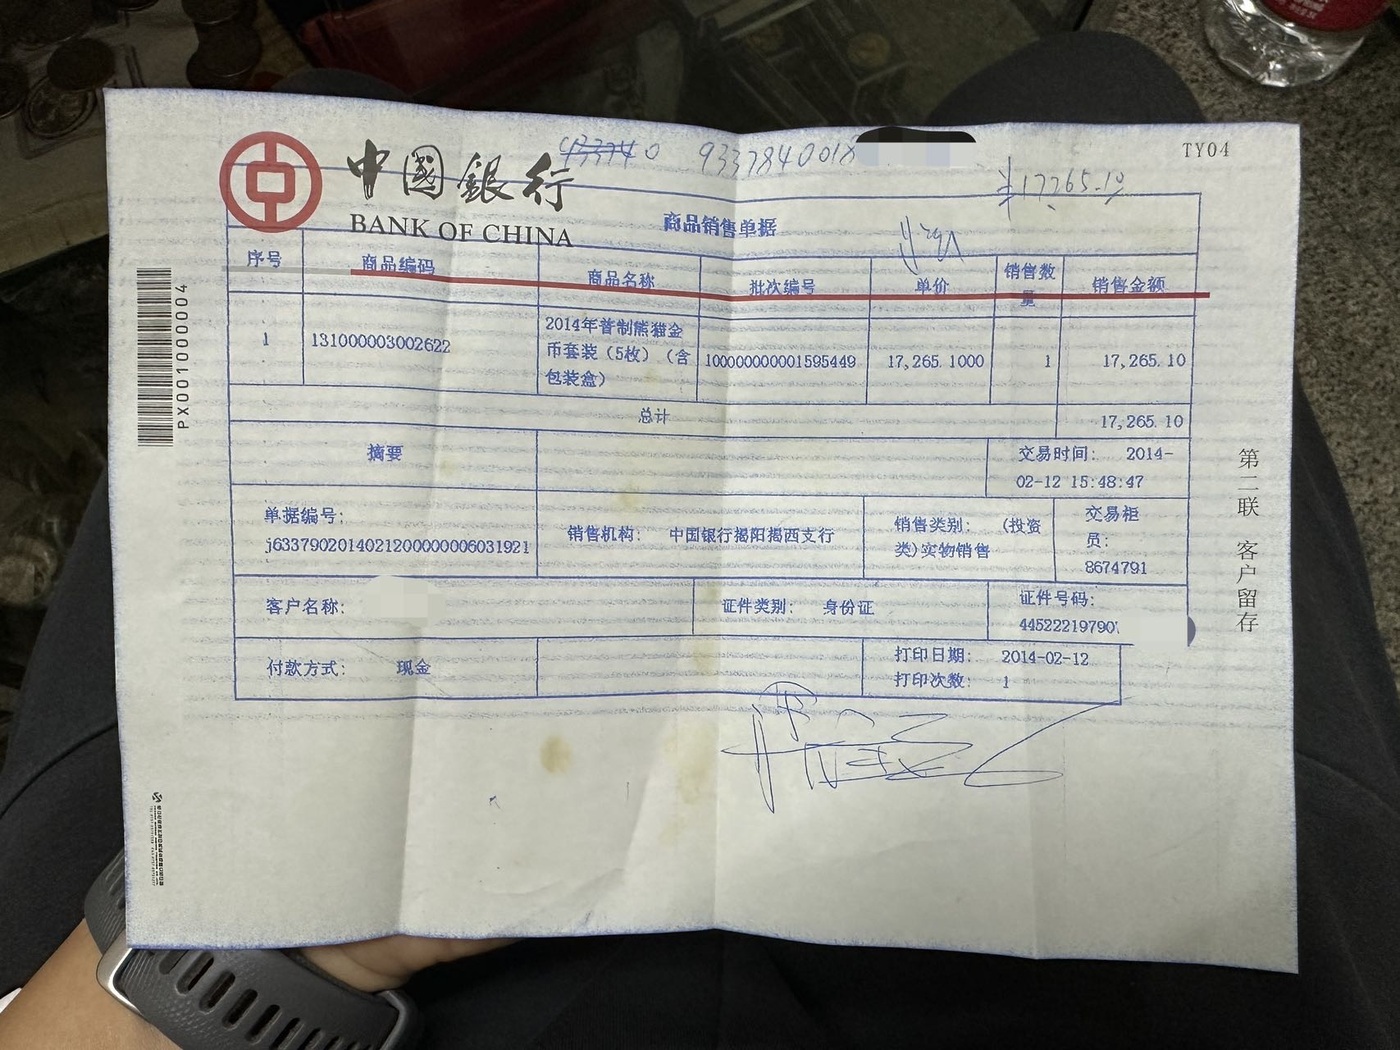 TY04
9337840018
¥17265.10
中國銀行
BANK OF CHINA
商品销售单据
序号 商品编码 商品名称 批次编号 单价 销售数量 销售金额
1 131000003002622 2014年普制熊猫金币套装（5枚）（含包装盒） 100000000001595449 17,265.1000 1 17,265.10
总计 17,265.10
摘要 交易时间： 2014-02-12 15:48:47
单据编号：
j63379020140212000000006031921
销售机构： 中国银行揭阳揭西支行
销售类别： （投资类）实物销售
交易柜员：
8674791
客户名称：
证件类别： 身份证
证件号码：
44522219790
付款方式： 现金
打印日期： 2014-02-12
打印次数： 1
PX001000004
第二联 客户留存